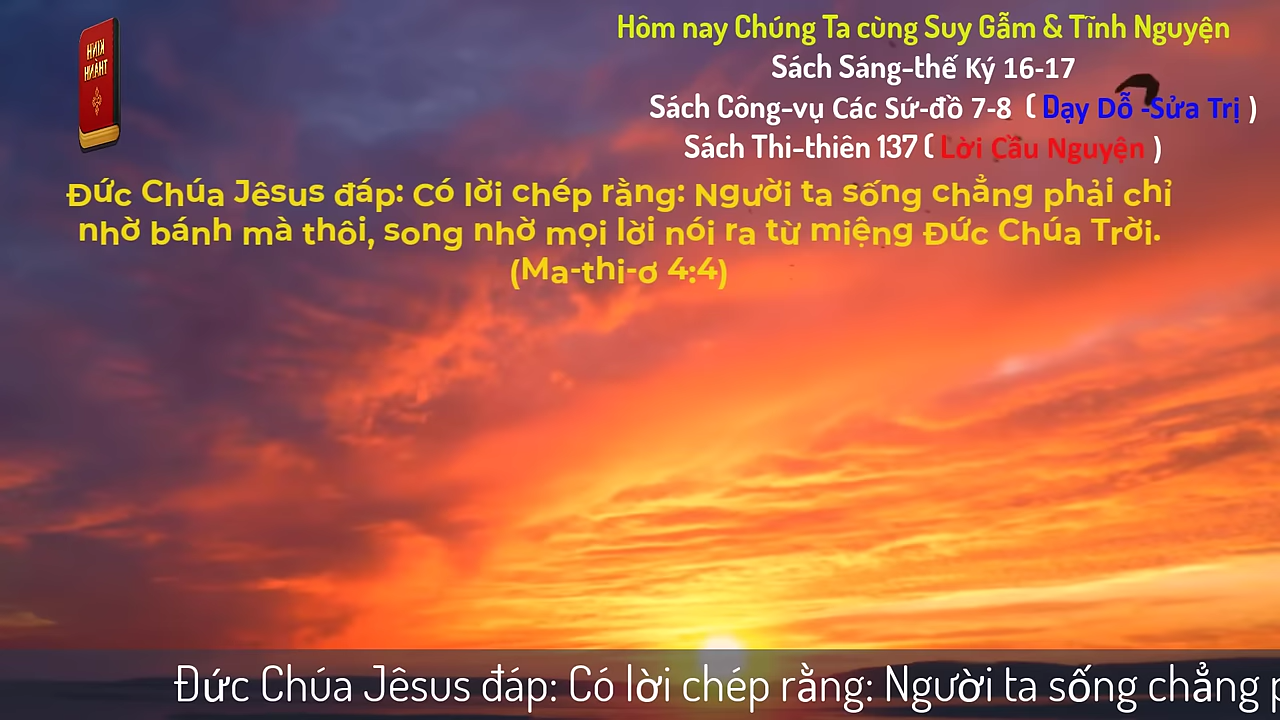 KINH
THÁNH
Hôm nay Chúng Ta cùng Suy Gẫm & Tĩnh Nguyện
Sách Sáng-thế Ký 16-17
Sách Công-vụ Các Sứ-đồ 7-8 ( Dạy Dỗ -Sửa Trị )
Sách Thi-thiên 137 ( Lời Cầu Nguyện )
Đức Chúa Jêsus đáp: Có lời chép rằng: Người ta sống chẳng phải chỉ
nhờ bánh mà thôi, song nhờ mọi lời nói ra từ miệng Đức Chúa Trời.
(Ma-thi-ơ 4:4)
Đức Chúa Jêsus đáp: Có lời chép rằng: Người ta sống chẳng p